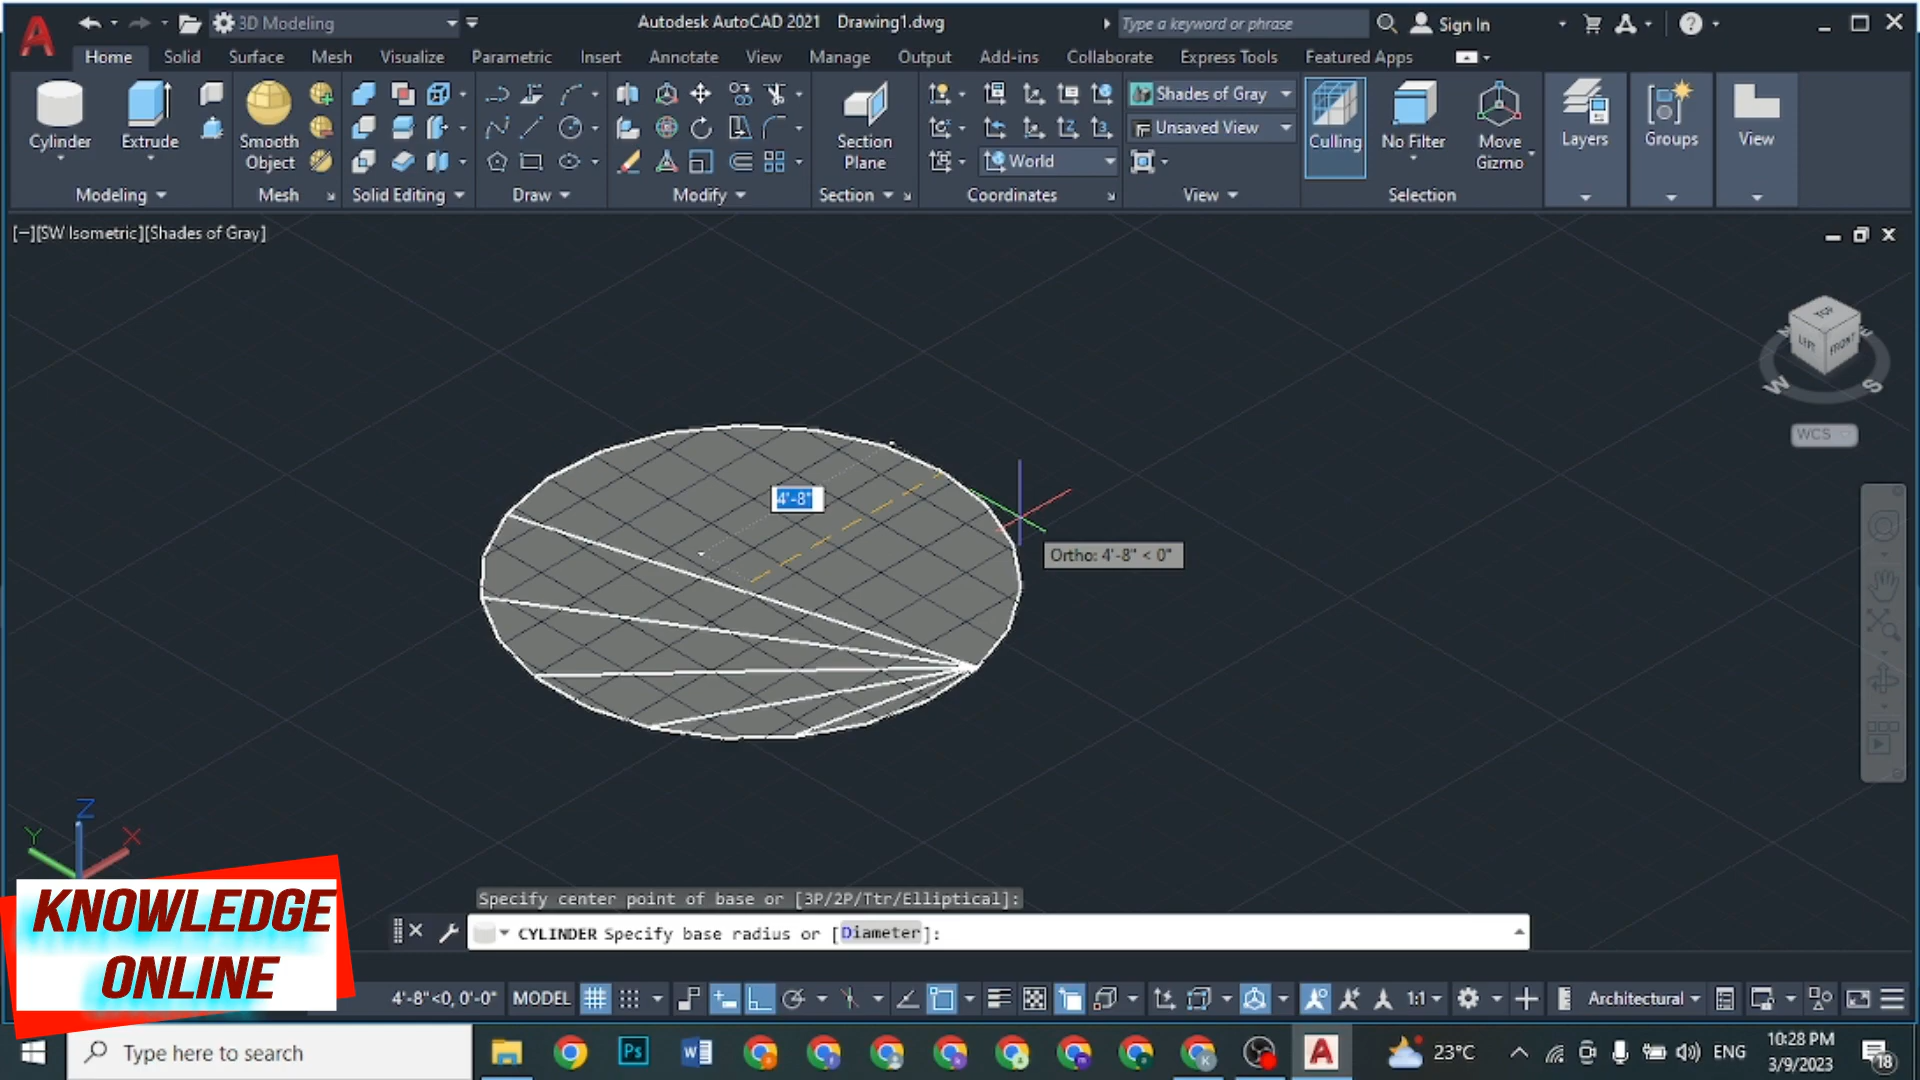 3D Modeling
Autodesk AutoCAD 2021 Drawing1.dwg
Type a keyword or phrase
Sign In
Home Solid Surface Mesh Visualize Parametric Insert Annotate View Manage Output Add-ins Collaborate Express Tools Featured Apps
Cylinder
Extrude
Smooth
Object
Section
Plane
World
Shades of Gray
Unsaved View
Culling
No Filter
Move
Gizmo
Layers
Groups
View
Modeling
Mesh
Solid Editing
Draw
Modify
Section
Coordinates
View
Selection
[−][SW Isometric][Shades of Gray]
TOP
LEFT
FRONT
N
E
W
S
WCS
4'-8"
Ortho: 4'-8" < 0°
Z
Y
X
KNOWLEDGE
ONLINE
Specify center point of base or [3P/2P/Ttr/Elliptical]:
CYLINDER Specify base radius or [Diameter]:
4'-8"<0, 0'-0"
MODEL
1:1
Architectural
Type here to search
23°C
ENG
10:28 PM
3/9/2023
18